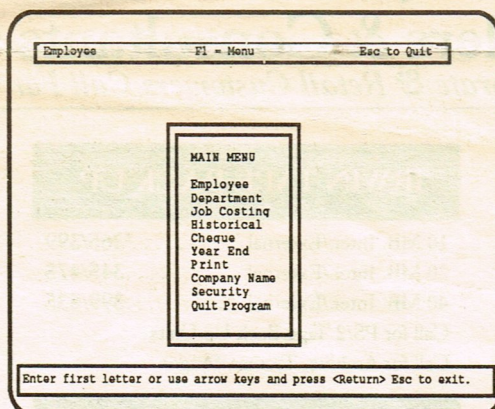 Employee F1 = Menu Esc to Quit
MAIN MENU
Employee
Department
Job Costing
Historical
Cheque
Year End
Print
Company Name
Security
Quit Program
Enter first letter or use arrow keys and press <Return> Esc to exit.